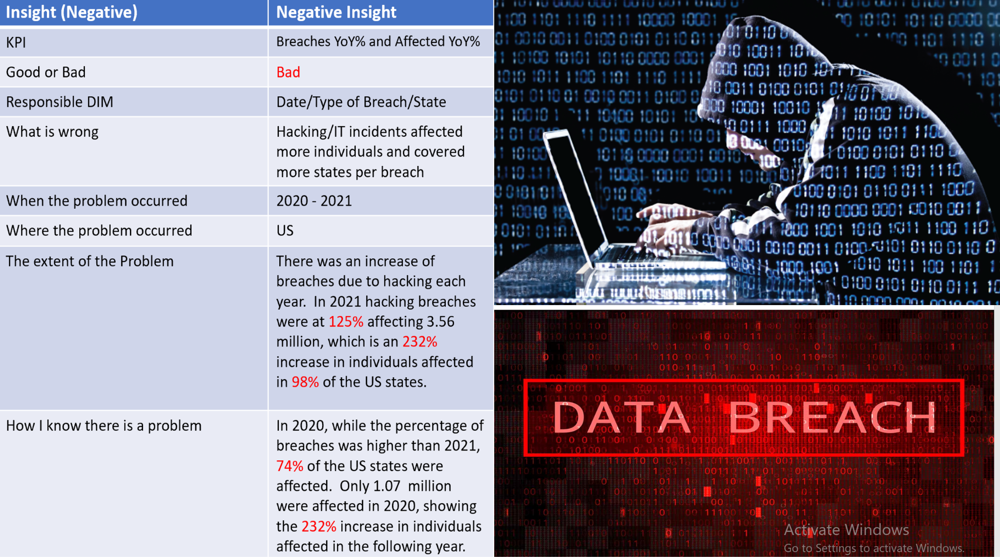 Insight (Negative)
Negative Insight
KPI
Breaches YoY% and Affected YoY%
Good or Bad
Bad
Responsible DIM
Date/Type of Breach/State
What is wrong
Hacking/IT incidents affected
more individuals and covered
more states per breach
When the problem occurred
2020 - 2021
Where the problem occurred
US
The extent of the Problem
There was an increase of
breaches due to hacking each
year.  In 2021 hacking breaches
were at 125% affecting 3.56
million, which is an 232%
increase in individuals affected
in 98% of the US states.
How I know there is a problem
In 2020, while the percentage of
breaches was higher than 2021,
74% of the US states were
affected.  Only 1.07  million
were affected in 2020, showing
the 232% increase in individuals
affected in the following year.
DATA BREACH
Activate Windows
Go to Settings to activate Windows.